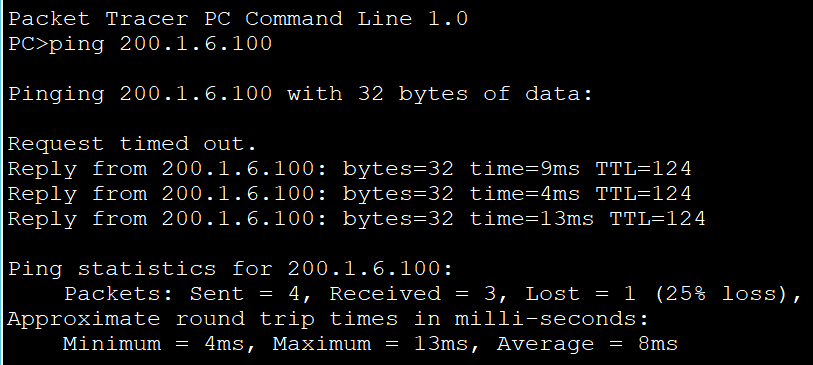 Packet Tracer PC Command Line 1.0
PC>ping 200.1.6.100
Pinging 200.1.6.100 with 32 bytes of data:
Request timed out.
Reply from 200.1.6.100: bytes=32 time=9ms TTL=124
Reply from 200.1.6.100: bytes=32 time=4ms TTL=124
Reply from 200.1.6.100: bytes=32 time=13ms TTL=124
Ping statistics for 200.1.6.100:
    Packets: Sent = 4, Received = 3, Lost = 1 (25% loss),
Approximate round trip times in milli-seconds:
    Minimum = 4ms, Maximum = 13ms, Average = 8ms